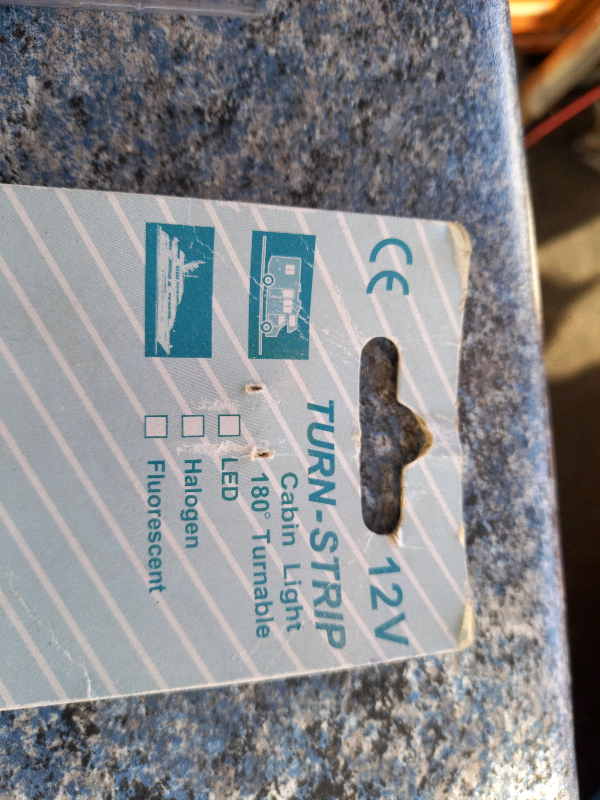 CE
12V
TURN-STRIP
Cabin Light
180° Turnable
LED
Halogen
Fluorescent